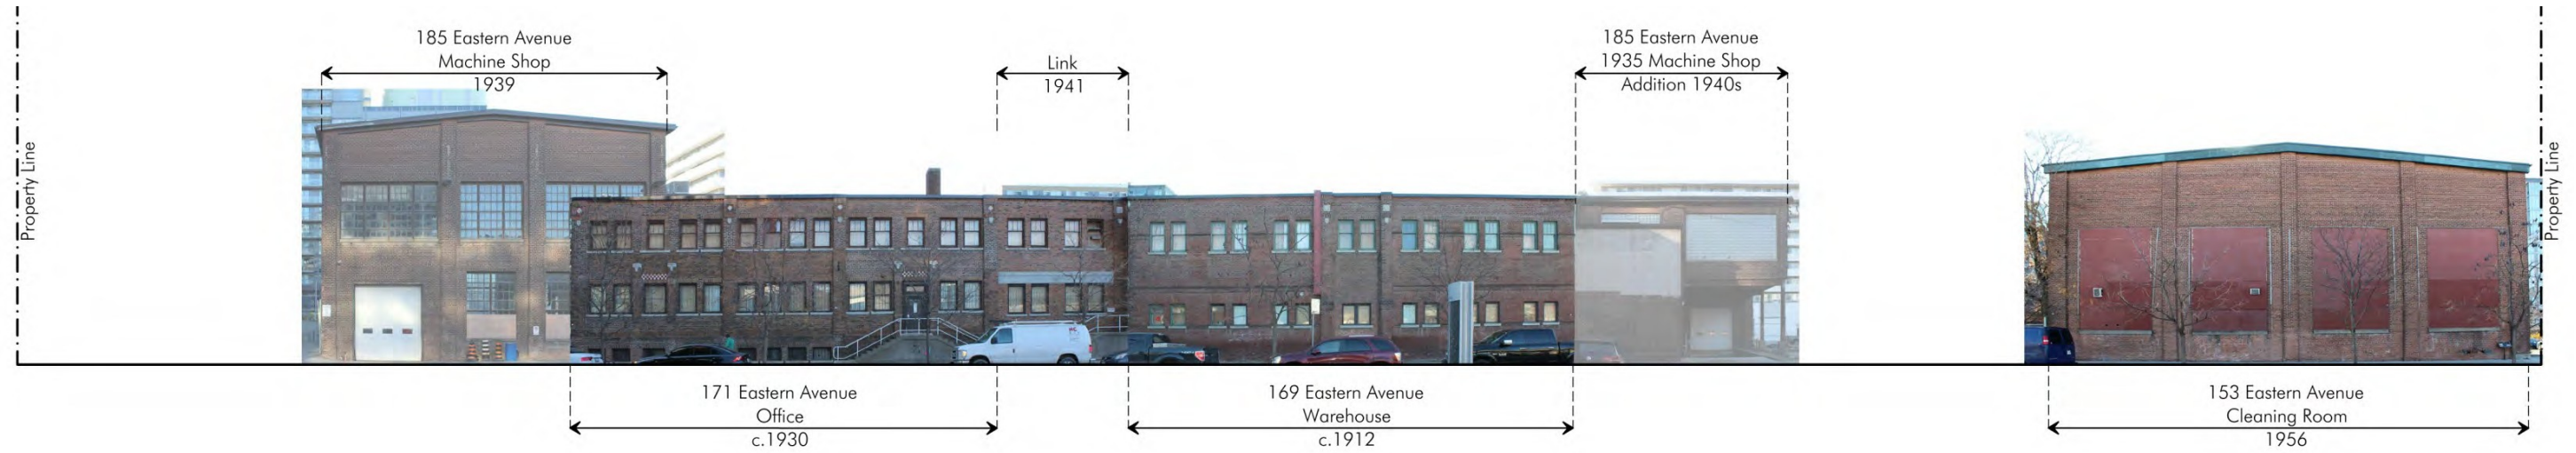 Property Line
185 Eastern Avenue
Machine Shop
1939
Link
1941
185 Eastern Avenue
1935 Machine Shop
Addition 1940s
Property Line
171 Eastern Avenue
Office
c.1930
169 Eastern Avenue
Warehouse
c.1912
153 Eastern Avenue
Cleaning Room
1956